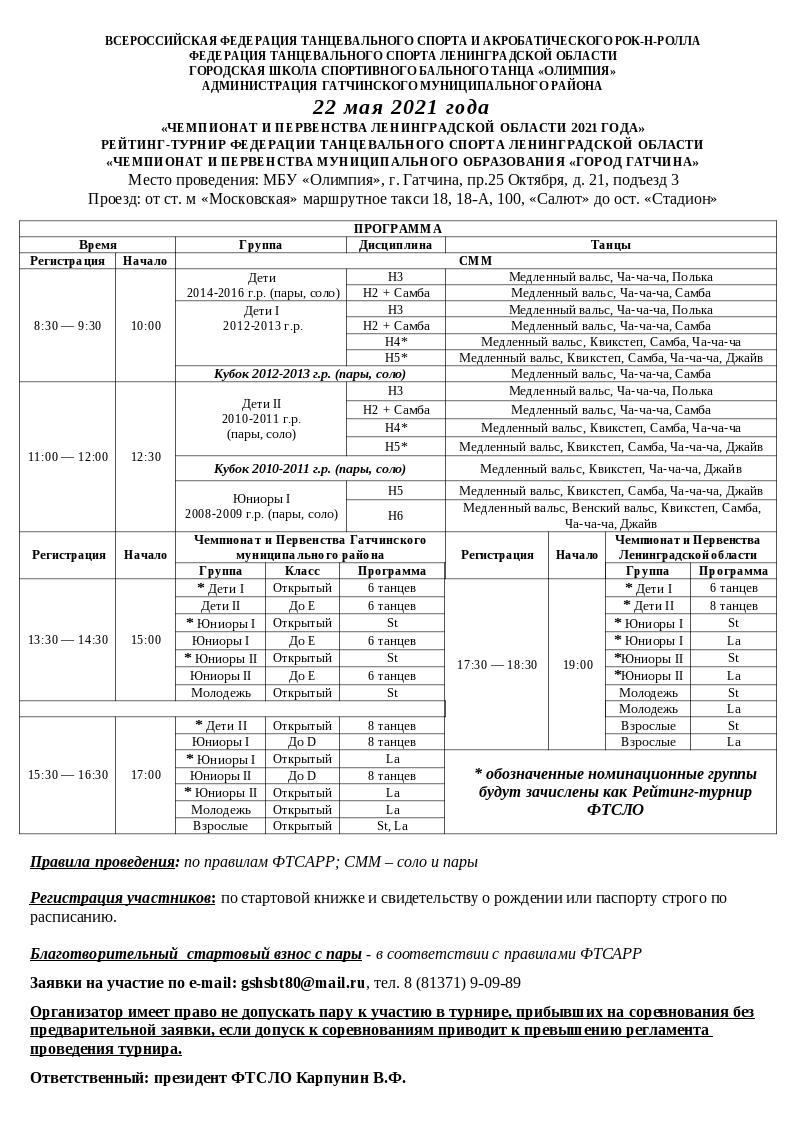 ВСЕРОССИЙСКАЯ ФЕДЕРАЦИЯ ТАНЦЕВАЛЬНОГО СПОРТА И АКРОБАТИЧЕСКОГО РОК-Н-РОЛЛА
ФЕДЕРАЦИЯ ТАНЦЕВАЛЬНОГО СПОРТА ЛЕНИНГРАДСКОЙ ОБЛАСТИ
ГОРОДСКАЯ ШКОЛА СПОРТИВНОГО БАЛЬНОГО ТАНЦА «ОЛИМПИЯ»
АДМИНИСТРАЦИЯ ГАТЧИНСКОГО МУНИЦИПАЛЬНОГО РАЙОНА
22 мая 2021 года
«ЧЕМПИОНАТ И ПЕРВЕНСТВА ЛЕНИНГРАДСКОЙ ОБЛАСТИ 2021 ГОДА»
РЕЙТИНГ-ТУРНИР ФЕДЕРАЦИИ ТАНЦЕВАЛЬНОГО СПОРТА ЛЕНИНГРАДСКОЙ ОБЛАСТИ
«ЧЕМПИОНАТ И ПЕРВЕНСТВА МУНИЦИПАЛЬНОГО ОБРАЗОВАНИЯ «ГОРОД ГАТЧИНА»
Место проведения: МБУ «Олимпия», г. Гатчина, пр.25 Октября, д. 21, подъезд 3
Проезд: от ст. м «Московская» маршрутное такси 18, 18-А, 100, «Салют» до ост. «Стадион»
ПРОГРАММА
Время Группа Дисциплина Танцы
Регистрация Начало СММ
8:30 — 9:30 10:00
Дети
2014-2016 г.р. (пары, соло)
Н3 Медленный вальс, Ча-ча-ча, Полька
Н2 + Самба Медленный вальс, Ча-ча-ча, Самба
Дети I
2012-2013 г.р.
Н3 Медленный вальс, Ча-ча-ча, Полька
Н2 + Самба Медленный вальс, Ча-ча-ча, Самба
Н4* Медленный вальс, Квикстеп, Самба, Ча-ча-ча
Н5* Медленный вальс, Квикстеп, Самба, Ча-ча-ча, Джайв
Кубок 2012-2013 г.р. (пары, соло) Медленный вальс, Ча-ча-ча, Самба
11:00 — 12:00 12:30
Дети II
2010-2011 г.р.
(пары, соло)
Н3 Медленный вальс, Ча-ча-ча, Полька
Н2 + Самба Медленный вальс, Ча-ча-ча, Самба
Н4* Медленный вальс, Квикстеп, Самба, Ча-ча-ча
Н5* Медленный вальс, Квикстеп, Самба, Ча-ча-ча, Джайв
Кубок 2010-2011 г.р. (пары, соло) Медленный вальс, Квикстеп, Ча-ча-ча, Джайв
Юниоры I
2008-2009 г.р. (пары, соло)
Н5 Медленный вальс, Квикстеп, Самба, Ча-ча-ча, Джайв
Н6 Медленный вальс, Венский вальс, Квикстеп, Самба,
Ча-ча-ча, Джайв
Регистрация Начало
Чемпионат и Первенства Гатчинского
муниципального района
Группа Класс Программа
13:30 — 14:30 15:00
* Дети I Открытый 6 танцев
Дети II До Е 6 танцев
* Юниоры I Открытый St
Юниоры I До Е 6 танцев
* Юниоры II Открытый St
Юниоры II До Е 6 танцев
Молодежь Открытый St
15:30 — 16:30 17:00
* Дети II Открытый 8 танцев
Юниоры I До D 8 танцев
* Юниоры I Открытый La
Юниоры II До D 8 танцев
* Юниоры II Открытый La
Молодежь Открытый La
Взрослые Открытый St, La
Регистрация Начало
Чемпионат и Первенства
Ленинградской области
Группа Программа
17:30 — 18:30 19:00
* Дети I 6 танцев
* Дети II 8 танцев
* Юниоры I St
* Юниоры I La
*Юниоры II St
*Юниоры II La
Молодежь St
Молодежь La
Взрослые St
Взрослые La
* обозначенные номинационные группы
будут зачислены как Рейтинг-турнир
ФТСЛО
Правила проведения: по правилам ФТСАРР; СММ – соло и пары
Регистрация участников: по стартовой книжке и свидетельству о рождении или паспорту строго по
расписанию.
Благотворительный стартовый взнос с пары - в соответствии с правилами ФТСАРР
Заявки на участие по e-mail: gshsbt80@mail.ru, тел. 8 (81371) 9-09-89
Организатор имеет право не допускать пару к участию в турнире, прибывших на соревнования без
предварительной заявки, если допуск к соревнованиям приводит к превышению регламента
проведения турнира.
Ответственный: президент ФТСЛО Карпунин В.Ф.